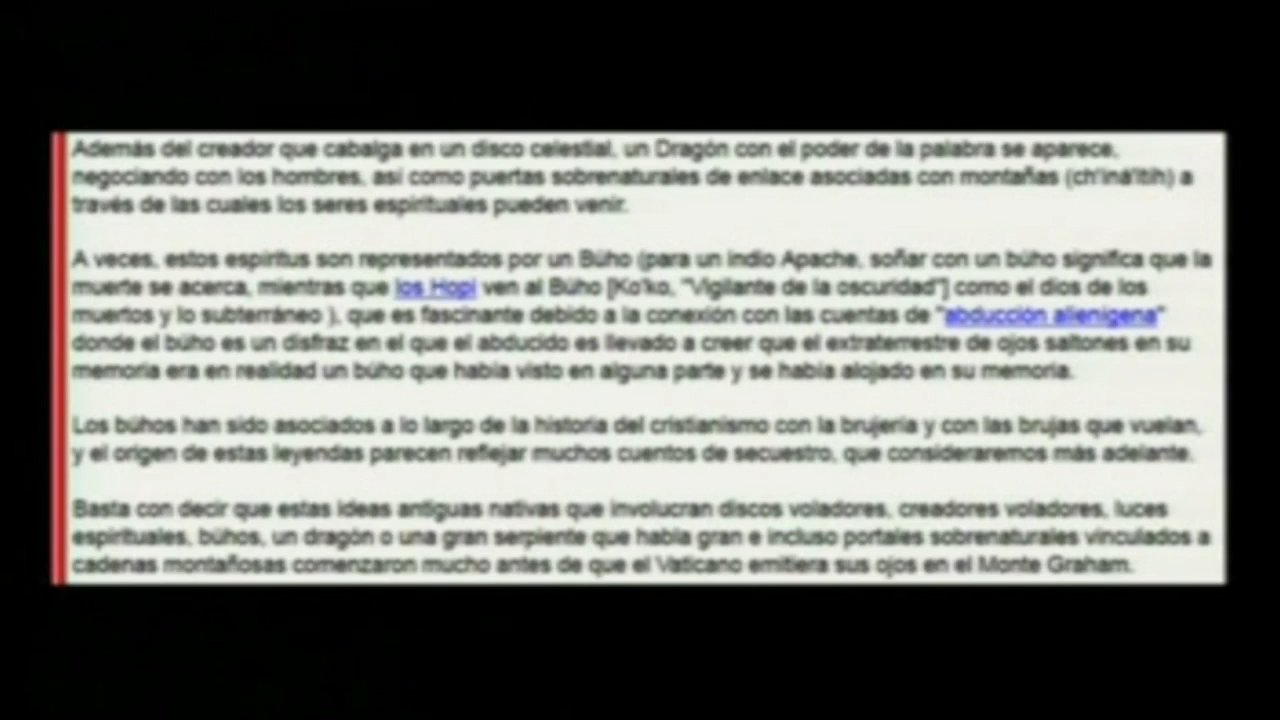 Además del creador que cabalga en un disco celestial, un Dragón con el poder de la palabra se aparece,
negociando con los hombres, así como puertas sobrenaturales de enlace asociadas con montañas (ch'íná'itíh) a
través de las cuales los seres espirituales pueden venir.
A veces, estos espíritus son representados por un Búho (para un indio Apache, soñar con un búho significa que la
muerte se acerca, mientras que los Hopi ven al Búho [Ko'ko, "Vigilante de la oscuridad"] como el dios de los
muertos y lo subterráneo ), que es fascinante debido a la conexión con las cuentas de "abducción alienígena"
donde el búho es un disfraz en el que el abducido es llevado a creer que el extraterrestre de ojos saltones en su
memoria era en realidad un búho que había visto en alguna parte y se había alojado en su memoria.
Los búhos han sido asociados a lo largo de la historia del cristianismo con la brujería y con las brujas que vuelan,
y el origen de estas leyendas parecen reflejar muchos cuentos de secuestro, que consideraremos más adelante.
Basta con decir que estas ideas antiguas nativas que involucran discos voladores, creadores voladores, luces
espirituales, búhos, un dragón o una gran serpiente que habla gran e incluso portales sobrenaturales vinculados a
cadenas montañosas comenzaron mucho antes de que el Vaticano emitiera sus ojos en el Monte Graham.